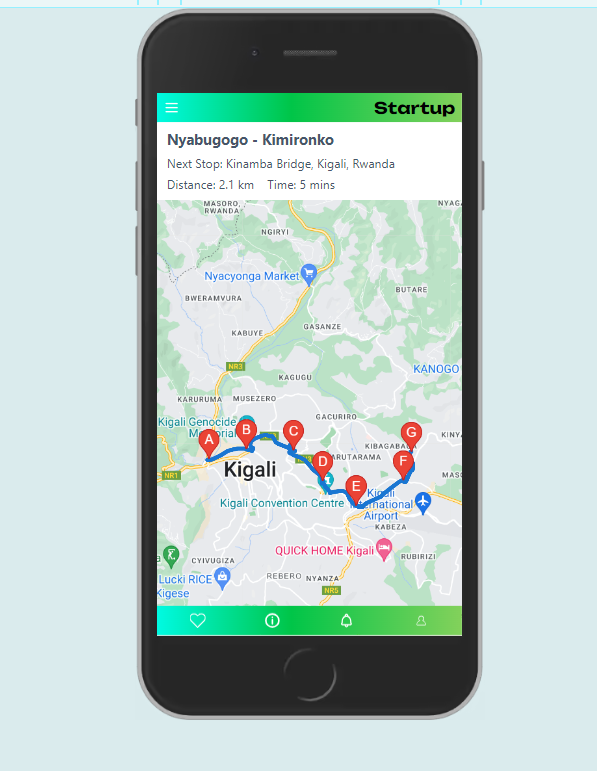 Startup
Nyabugogo - Kimironko
Next Stop: Kinamba Bridge, Kigali, Rwanda
Distance: 2.1 km Time: 5 mins
MASORO,
RWANDA
NYAG
NGIRYI
Nyacyonga Market
BWERAMVURA
BUTARE
GASANZE
KABUYE
NR3
KANOGO
KAGUGU
KARURUMA
MUSEZERO
GACURIRO
Kigali Genocide
Memorial
A
B
C
G
KIBAGABAGA
KINY
D
F
NR1
Kigali
E
Kigali Convention Centre
Kigali
International
Airport
KABEZA
QUICK HOME Kigali
RUBIRIZI
a
CYIVUGIZA
Lucki RICE
Kigese
REBERO
NYANZA
NR5